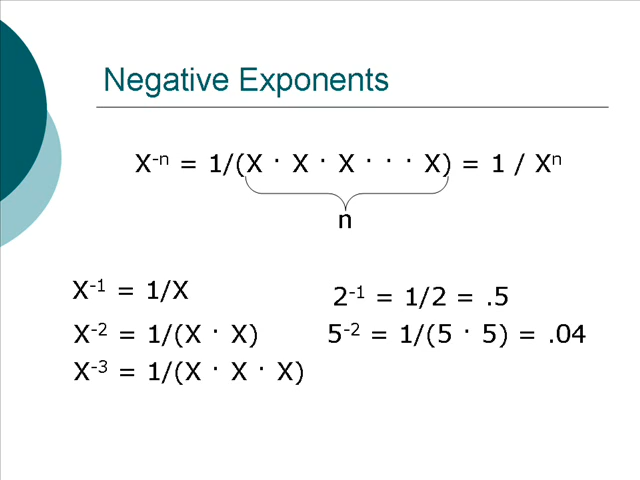 Negative Exponents
X⁻ⁿ = 1/(X · X · X · · · X) = 1 / Xⁿ
n
X⁻¹ = 1/X
2⁻¹ = 1/2 = .5
X⁻² = 1/(X · X)
5⁻² = 1/(5 · 5) = .04
X⁻³ = 1/(X · X · X)